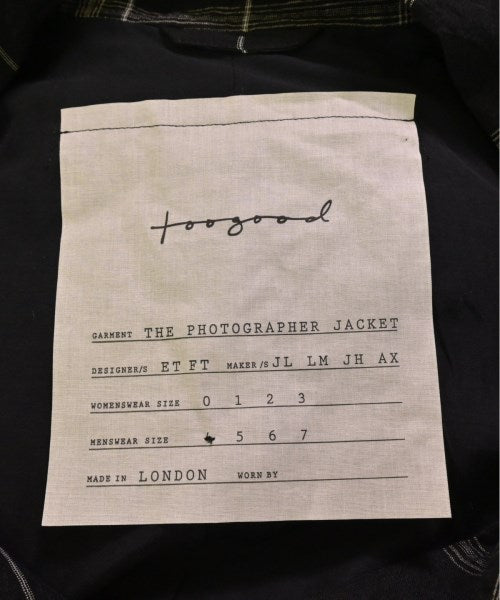 toogood
GARMENT THE PHOTOGRAPHER JACKET
DESIGNER/S ET FT MAKER/S JL LM JH AX
WOMENSWEAR SIZE 0 1 2 3
MENSWEAR SIZE 5 6 7
MADE IN LONDON WORN BY